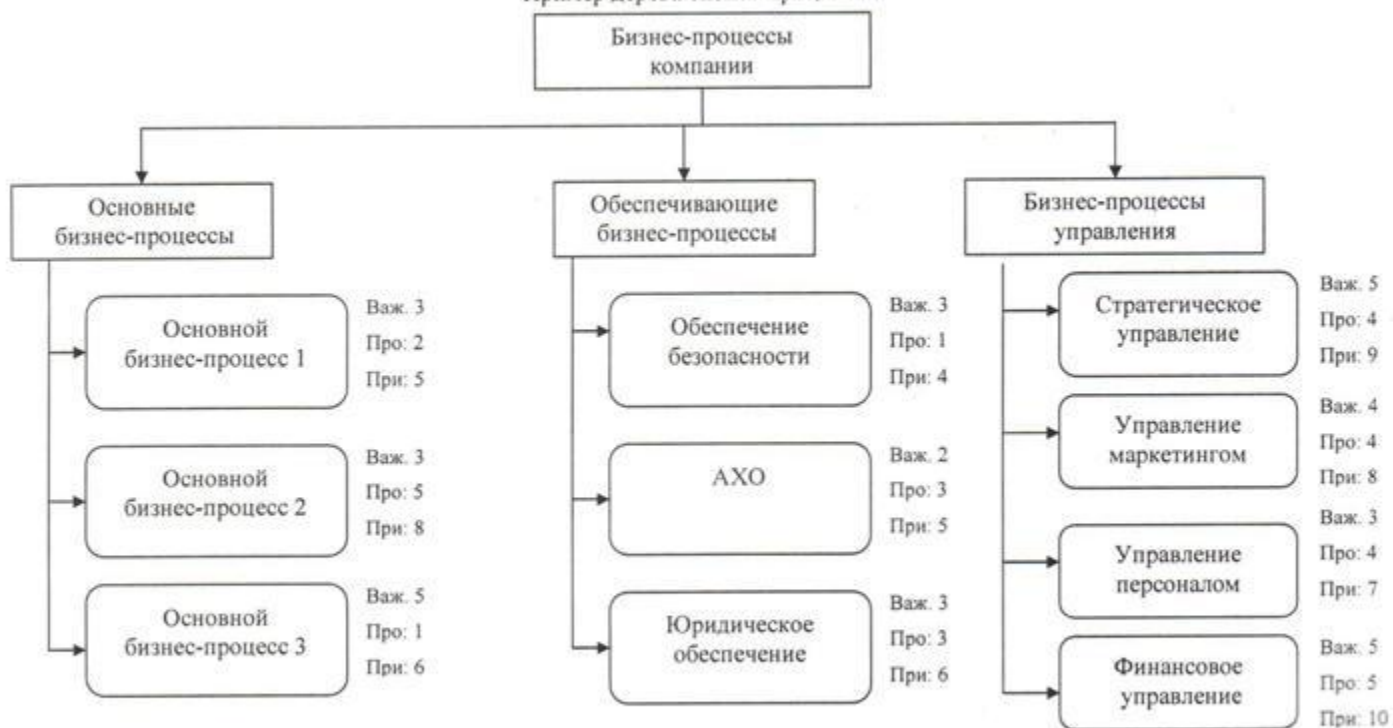 Бизнес-процессы
компании
Основные
бизнес-процессы
Обеспечивающие
бизнес-процессы
Бизнес-процессы
управления
Основной
бизнес-процесс 1
Важ. 3
Про: 2
При: 5
Основной
бизнес-процесс 2
Важ. 3
Про: 5
При: 8
Основной
бизнес-процесс 3
Важ. 5
Про: 1
При: 6
Обеспечение
безопасности
Важ. 3
Про: 1
При: 4
АХО
Важ. 2
Про: 3
При: 5
Юридическое
обеспечение
Важ. 3
Про: 3
При: 6
Стратегическое
управление
Важ. 5
Про: 4
При: 9
Управление
маркетингом
Важ. 4
Про: 4
При: 8
Управление
персоналом
Важ. 3
Про: 4
При: 7
Финансовое
управление
Важ. 5
Про: 5
При: 10